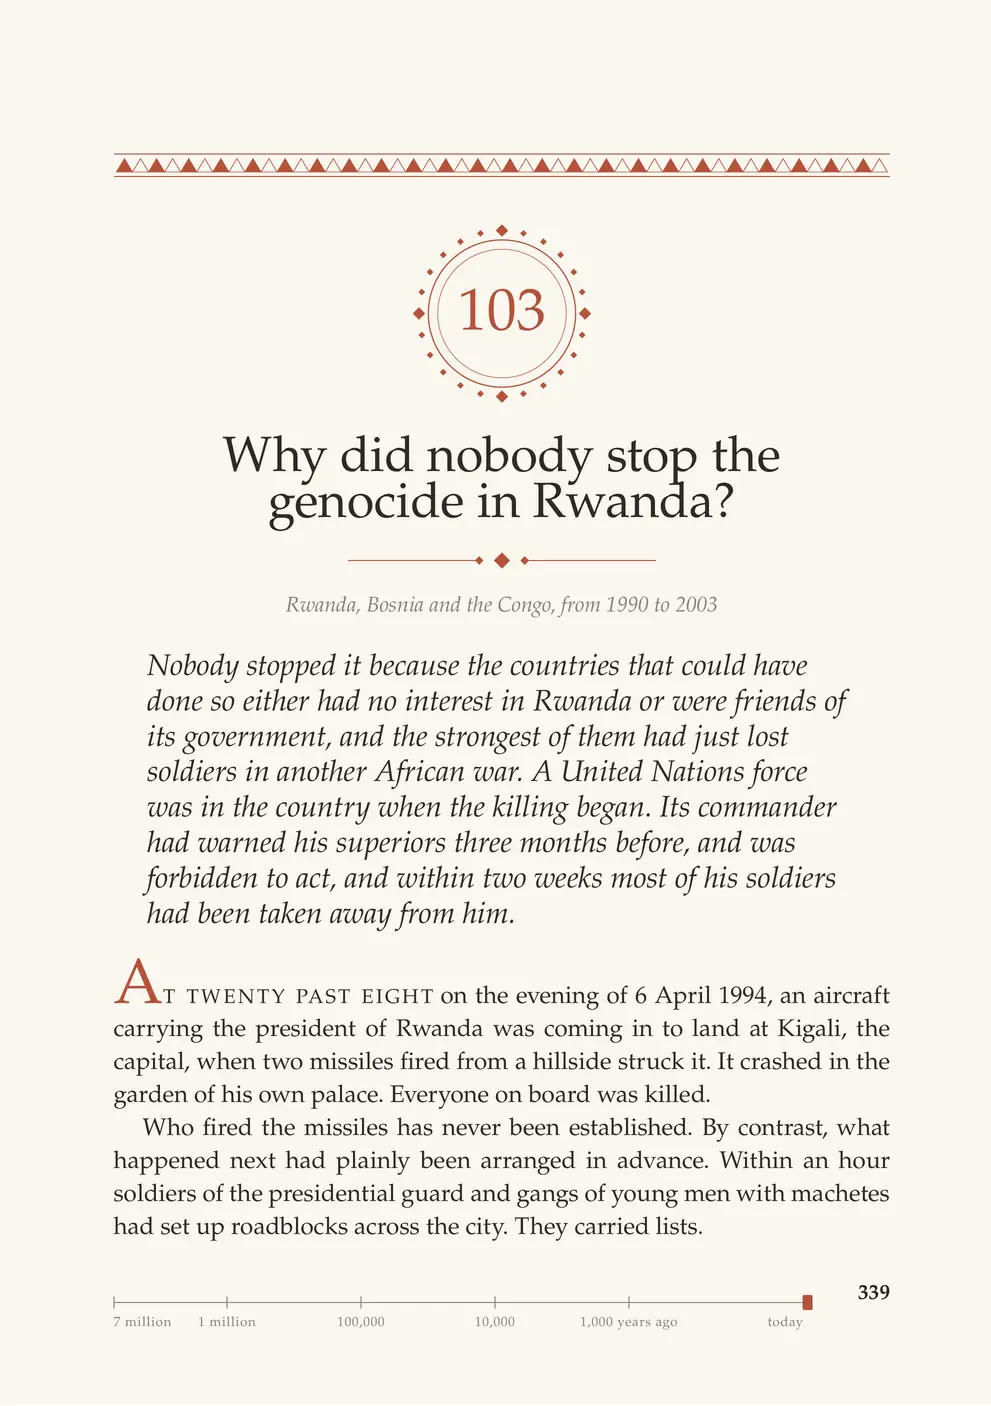 103
Why did nobody stop the
genocide in Rwanda?
Rwanda, Bosnia and the Congo, from 1990 to 2003
Nobody stopped it because the countries that could have
done so either had no interest in Rwanda or were friends of
its government, and the strongest of them had just lost
soldiers in another African war. A United Nations force
was in the country when the killing began. Its commander
had warned his superiors three months before, and was
forbidden to act, and within two weeks most of his soldiers
had been taken away from him.
AT TWENTY PAST EIGHT on the evening of 6 April 1994, an aircraft
carrying the president of Rwanda was coming in to land at Kigali, the
capital, when two missiles fired from a hillside struck it. It crashed in the
garden of his own palace. Everyone on board was killed.
Who fired the missiles has never been established. By contrast, what
happened next had plainly been arranged in advance. Within an hour
soldiers of the presidential guard and gangs of young men with machetes
had set up roadblocks across the city. They carried lists.
339
7 million 1 million 100,000 10,000 1,000 years ago today